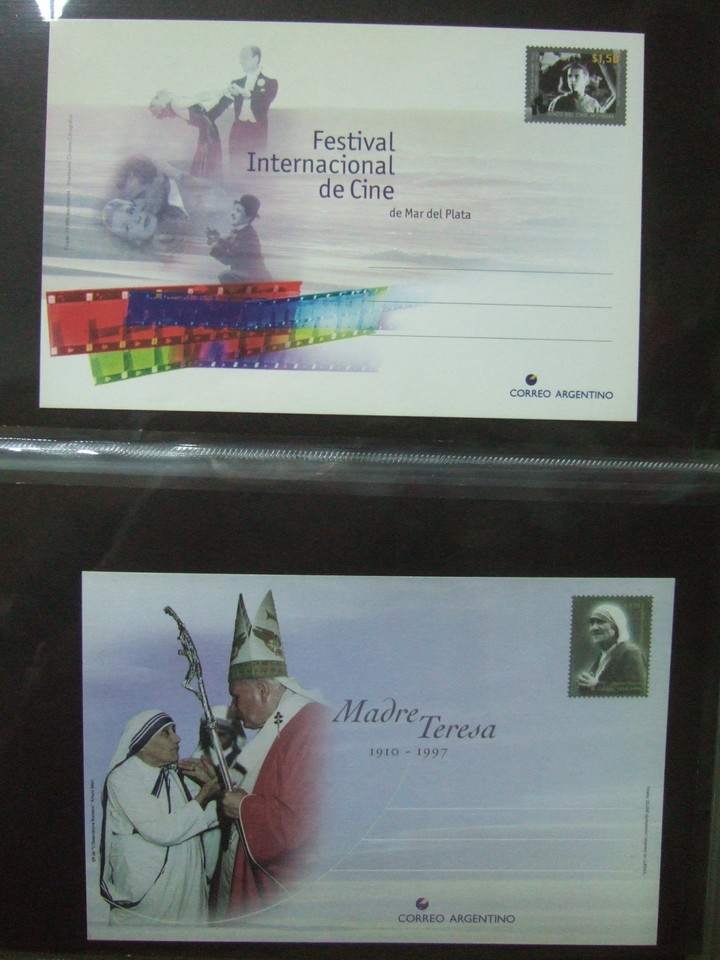 $1,50
Festival
Internacional
de Cine
de Mar del Plata
CORREO ARGENTINO
Madre Teresa
1910 - 1997
CORREO ARGENTINO